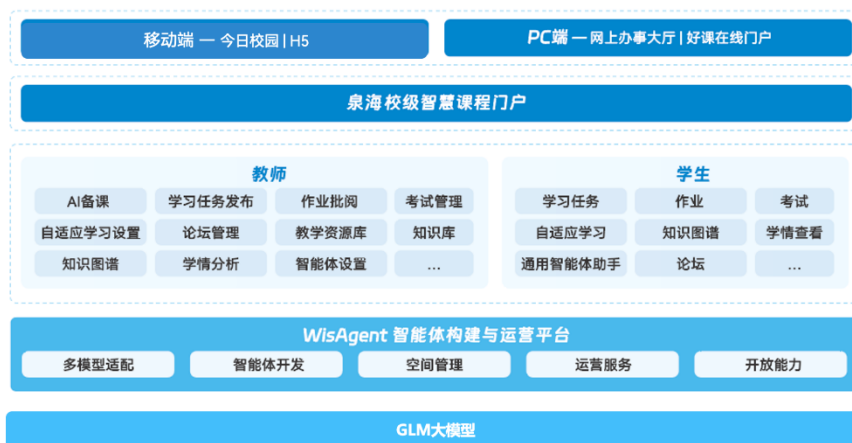 移动端 — 今日校园 | H5
PC端 — 网上办事大厅 | 好课在线门户
泉海校级智慧课程门户
教师
AI备课 学习任务发布 作业批阅 考试管理
自适应学习设置 论坛管理 教学资源库 知识库
知识图谱 学情分析 智能体设置 ...
学生
学习任务 作业 考试
自适应学习 知识图谱 学情查看
通用智能体助手 论坛 ...
WisAgent 智能体构建与运营平台
多模型适配 智能体开发 空间管理 运营服务 开放能力
GLM大模型